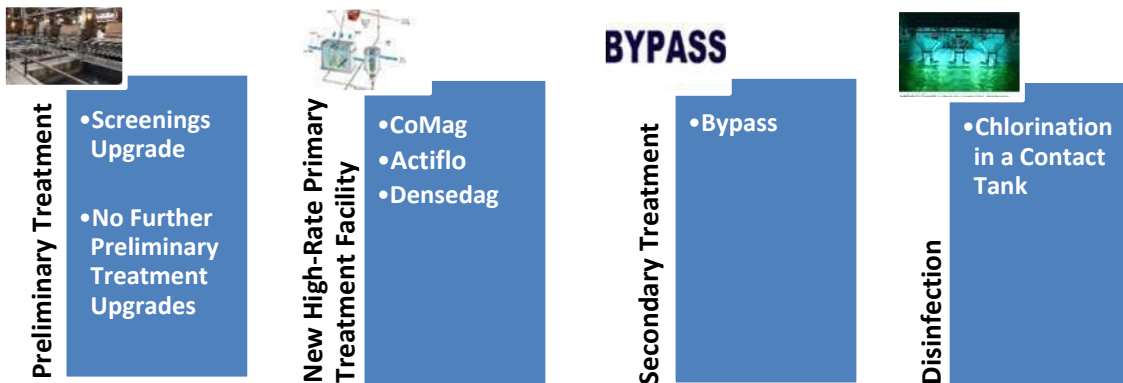 Preliminary Treatment
•Screenings
Upgrade
•No Further
Preliminary
Treatment
Upgrades
New High-Rate Primary
Treatment Facility
•CoMag
•Actiflo
•Densedag
BYPASS
Secondary Treatment
•Bypass
Disinfection
•Chlorination
in a Contact
Tank